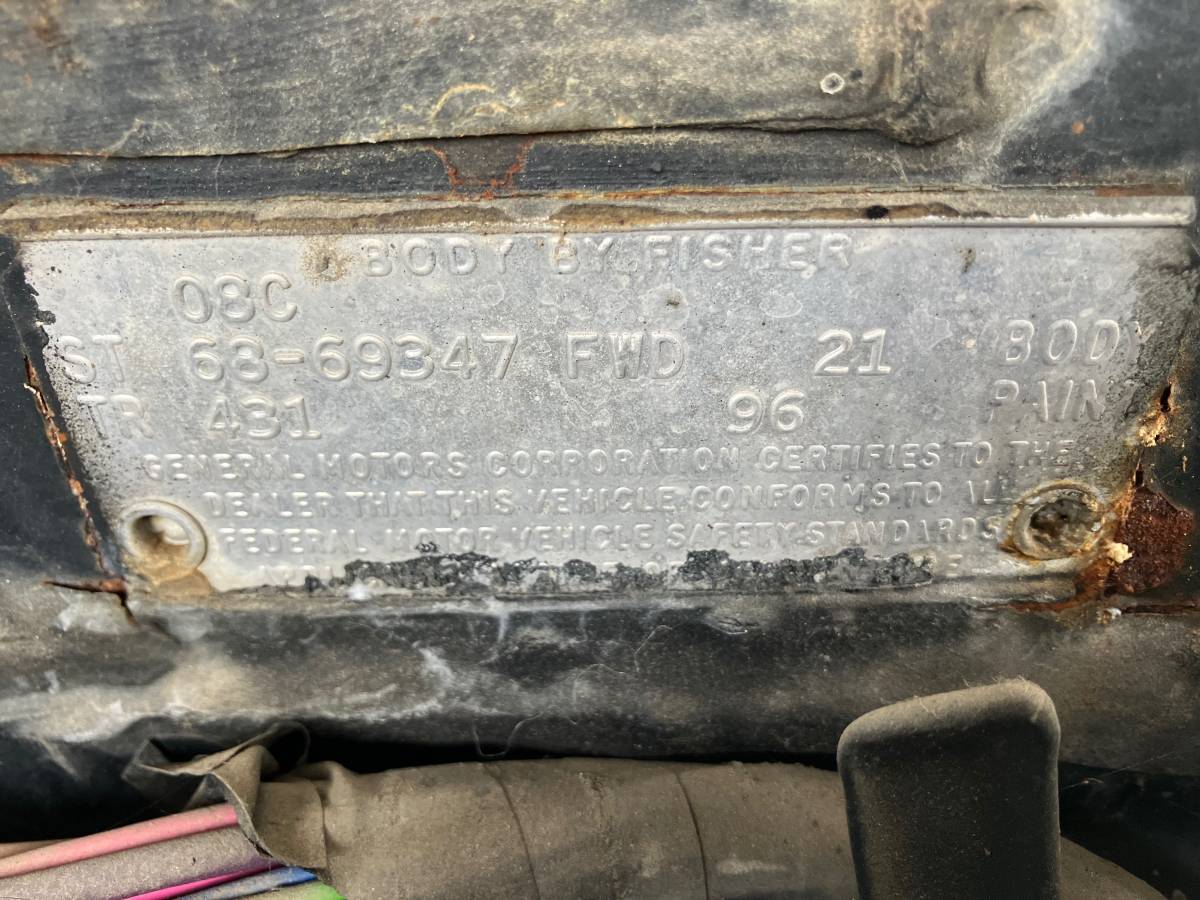 BODY BY FISHER
08C
ST 68-69347 FWD 21 BODY
TR 431 96 PAIN
GENERAL MOTORS CORPORATION CERTIFIES TO THE
DEALER THAT THIS VEHICLE CONFORMS TO ALL
FEDERAL MOTOR VEHICLE SAFETY STANDARDS